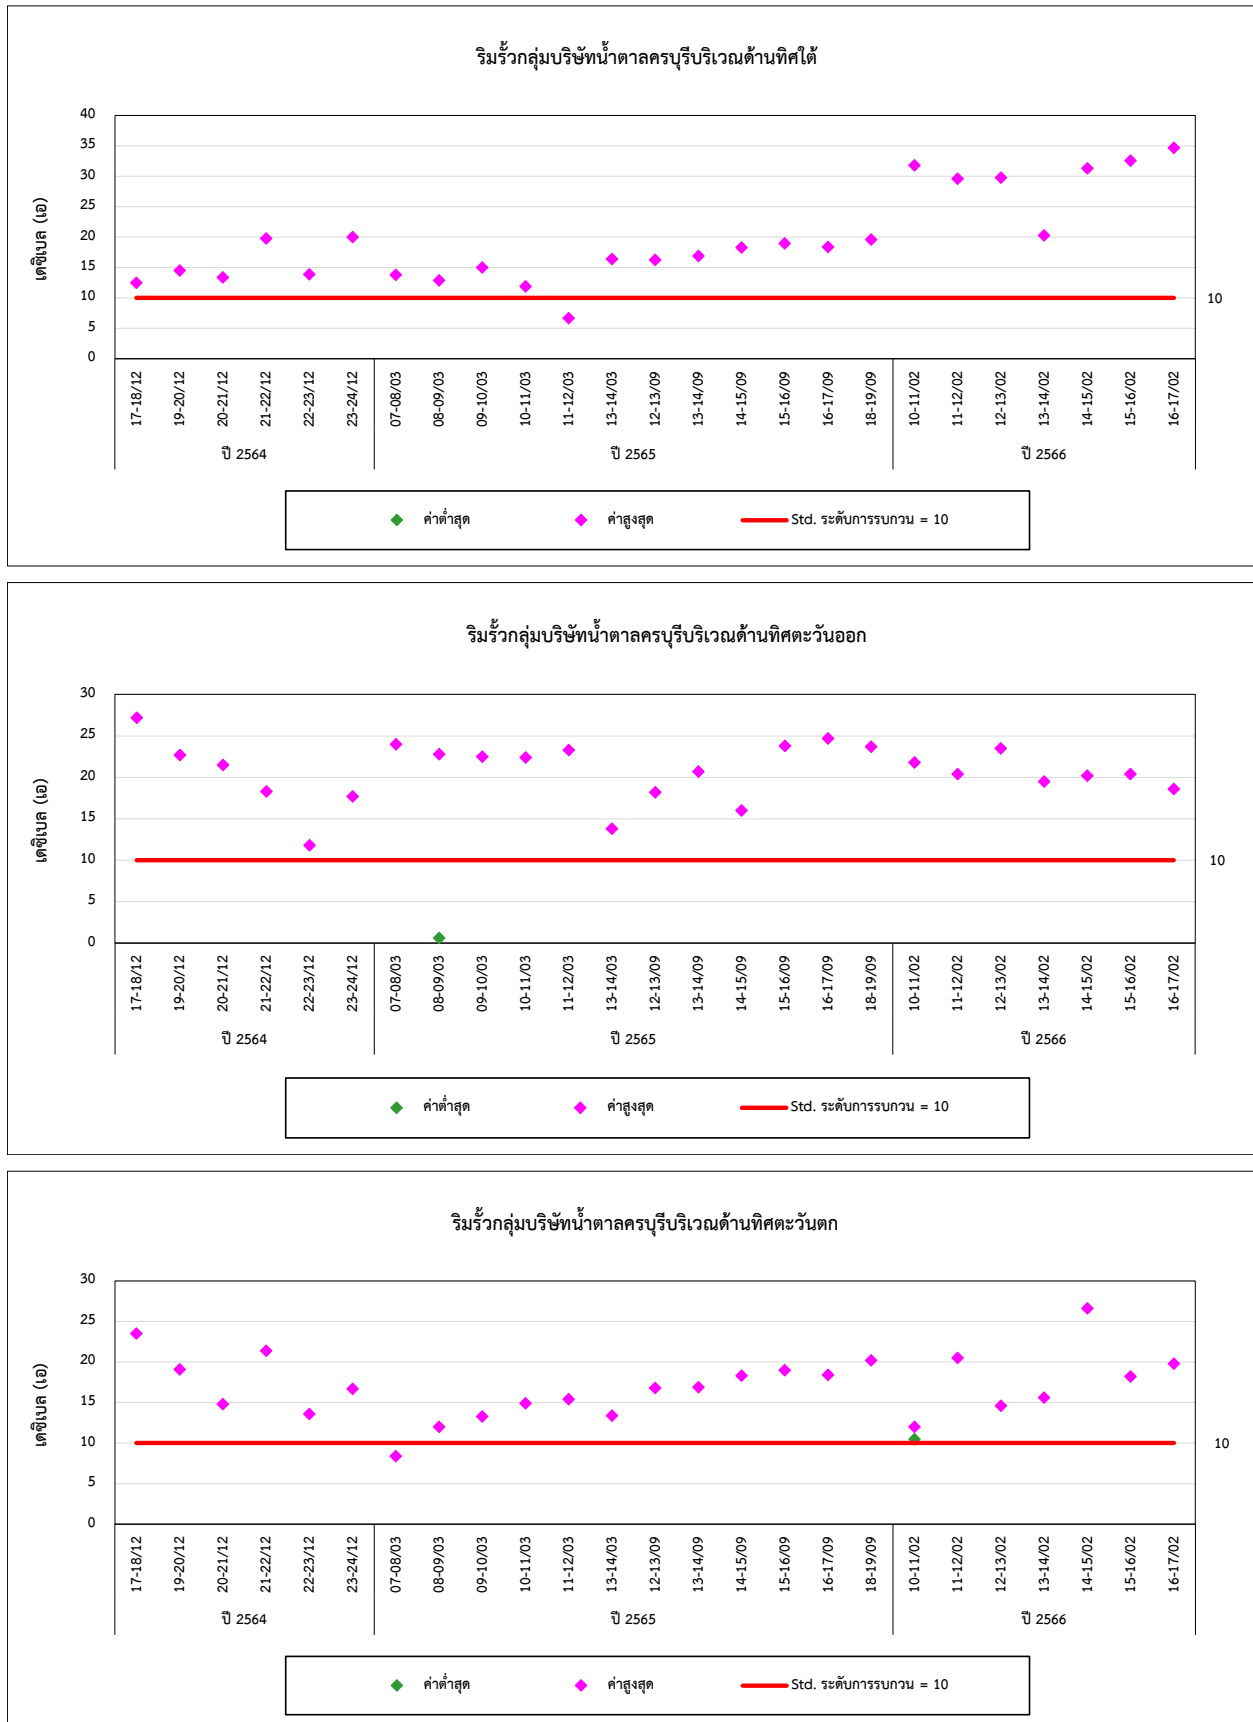 ริมรั้วกลุ่มบริษัทน้ำตาลครบุรีบริเวณด้านทิศใต้
เดซิเบล (เอ)
40
35
30
25
20
15
10
5
0
10
17-18/12 19-20/12 20-21/12 21-22/12 22-23/12 23-24/12 07-08/03 08-09/03 09-10/03 10-11/03 11-12/03 13-14/03 12-13/09 13-14/09 14-15/09 15-16/09 16-17/09 18-19/09 10-11/02 11-12/02 12-13/02 13-14/02 14-15/02 15-16/02 16-17/02
ปี 2564 ปี 2565 ปี 2566
ค่าต่ำสุด ค่าสูงสุด Std. ระดับการรบกวน = 10
ริมรั้วกลุ่มบริษัทน้ำตาลครบุรีบริเวณด้านทิศตะวันออก
เดซิเบล (เอ)
30
25
20
15
10
5
0
10
17-18/12 19-20/12 20-21/12 21-22/12 22-23/12 23-24/12 07-08/03 08-09/03 09-10/03 10-11/03 11-12/03 13-14/03 12-13/09 13-14/09 14-15/09 15-16/09 16-17/09 18-19/09 10-11/02 11-12/02 12-13/02 13-14/02 14-15/02 15-16/02 16-17/02
ปี 2564 ปี 2565 ปี 2566
ค่าต่ำสุด ค่าสูงสุด Std. ระดับการรบกวน = 10
ริมรั้วกลุ่มบริษัทน้ำตาลครบุรีบริเวณด้านทิศตะวันตก
เดซิเบล (เอ)
30
25
20
15
10
5
0
10
17-18/12 19-20/12 20-21/12 21-22/12 22-23/12 23-24/12 07-08/03 08-09/03 09-10/03 10-11/03 11-12/03 13-14/03 12-13/09 13-14/09 14-15/09 15-16/09 16-17/09 18-19/09 10-11/02 11-12/02 12-13/02 13-14/02 14-15/02 15-16/02 16-17/02
ปี 2564 ปี 2565 ปี 2566
ค่าต่ำสุด ค่าสูงสุด Std. ระดับการรบกวน = 10